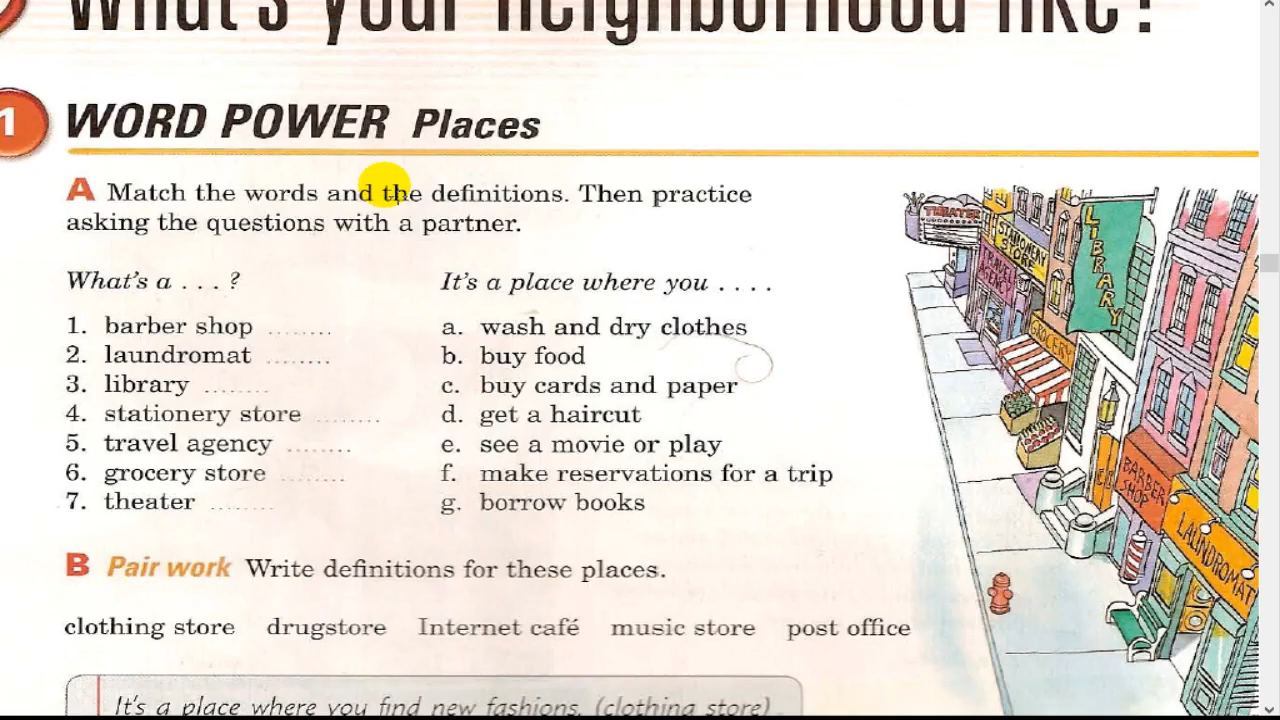 What's your neighborhood like?
1
WORD POWER Places
A Match the words and the definitions. Then practice
asking the questions with a partner.
What's a . . . ?
1. barber shop ........
2. laundromat ........
3. library ........
4. stationery store ........
5. travel agency ........
6. grocery store ........
7. theater ........
It's a place where you . . . .
a. wash and dry clothes
b. buy food
c. buy cards and paper
d. get a haircut
e. see a movie or play
f. make reservations for a trip
g. borrow books
THEATER
STATIONERY
STORE
TRAVEL
AGENCY
GROCERY
LIBRARY
BARBER
SHOP
LAUNDROMAT
B Pair work Write definitions for these places.
clothing store drugstore Internet café music store post office
It's a place where you find new fashions. (clothing store)